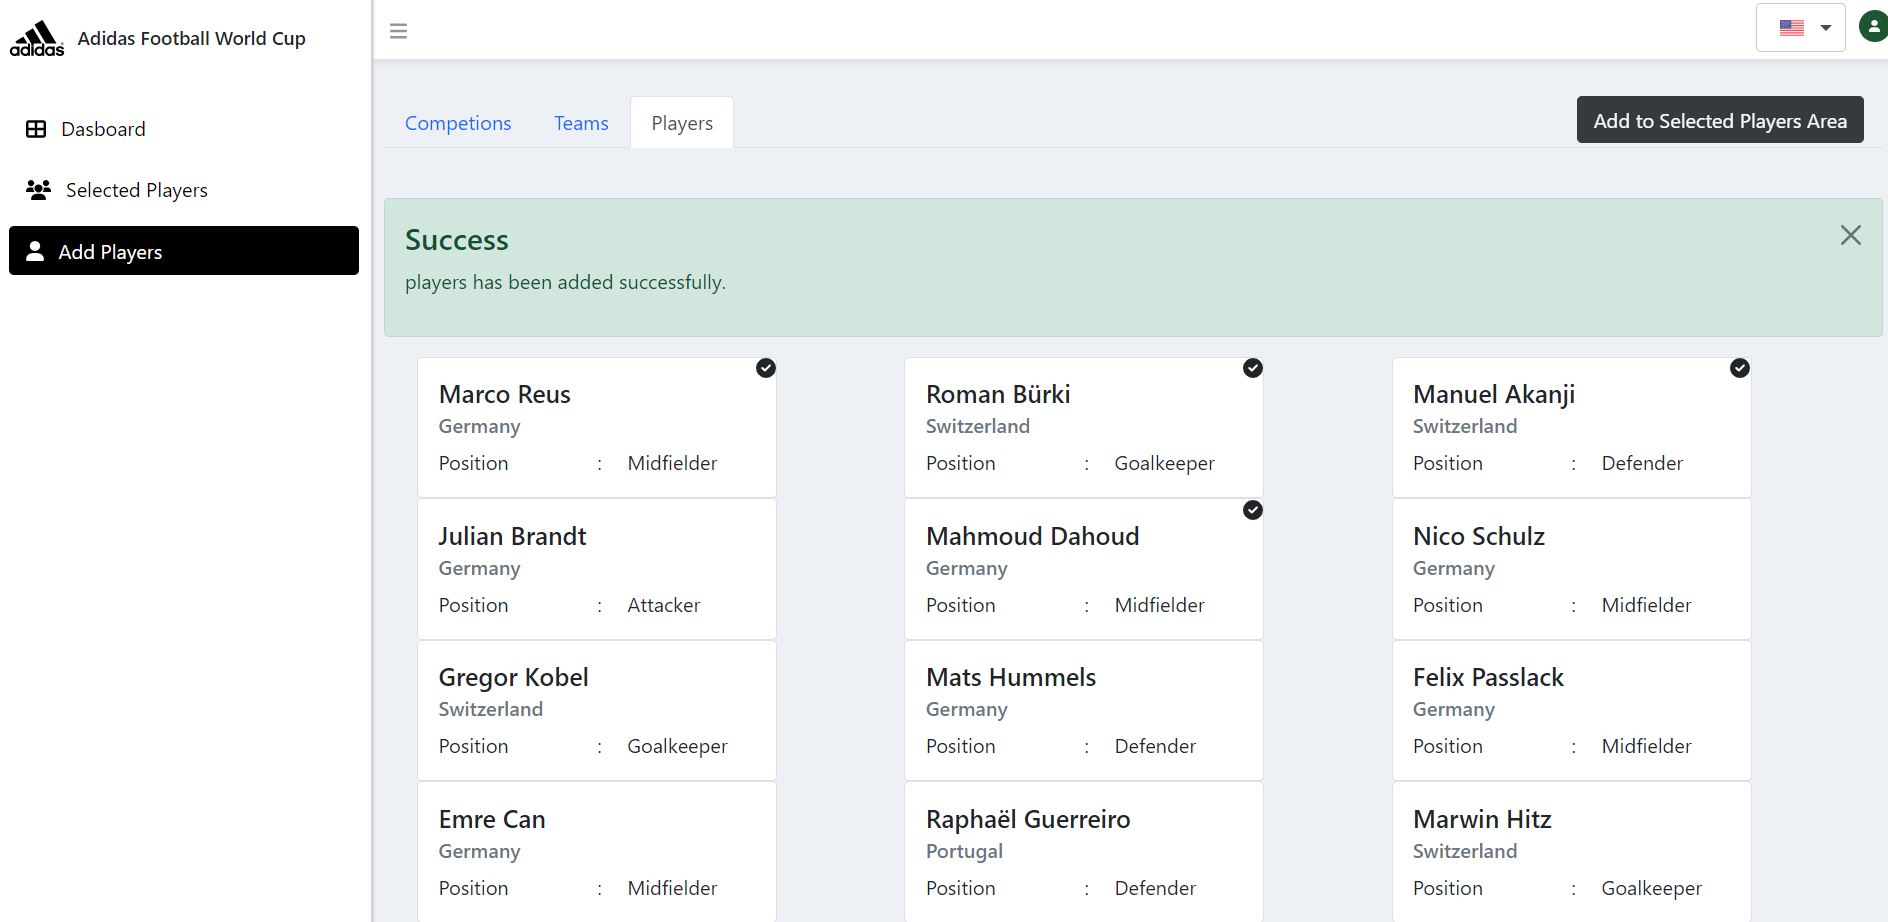 adidas Adidas Football World Cup
Dasboard
Selected Players
Add Players
Competions Teams Players
Add to Selected Players Area
Success
players has been added successfully.
Marco Reus
Germany
Position : Midfielder
Roman Bürki
Switzerland
Position : Goalkeeper
Manuel Akanji
Switzerland
Position : Defender
Julian Brandt
Germany
Position : Attacker
Mahmoud Dahoud
Germany
Position : Midfielder
Nico Schulz
Germany
Position : Midfielder
Gregor Kobel
Switzerland
Position : Goalkeeper
Mats Hummels
Germany
Position : Defender
Felix Passlack
Germany
Position : Midfielder
Emre Can
Germany
Position : Midfielder
Raphaël Guerreiro
Portugal
Position : Defender
Marwin Hitz
Switzerland
Position : Goalkeeper